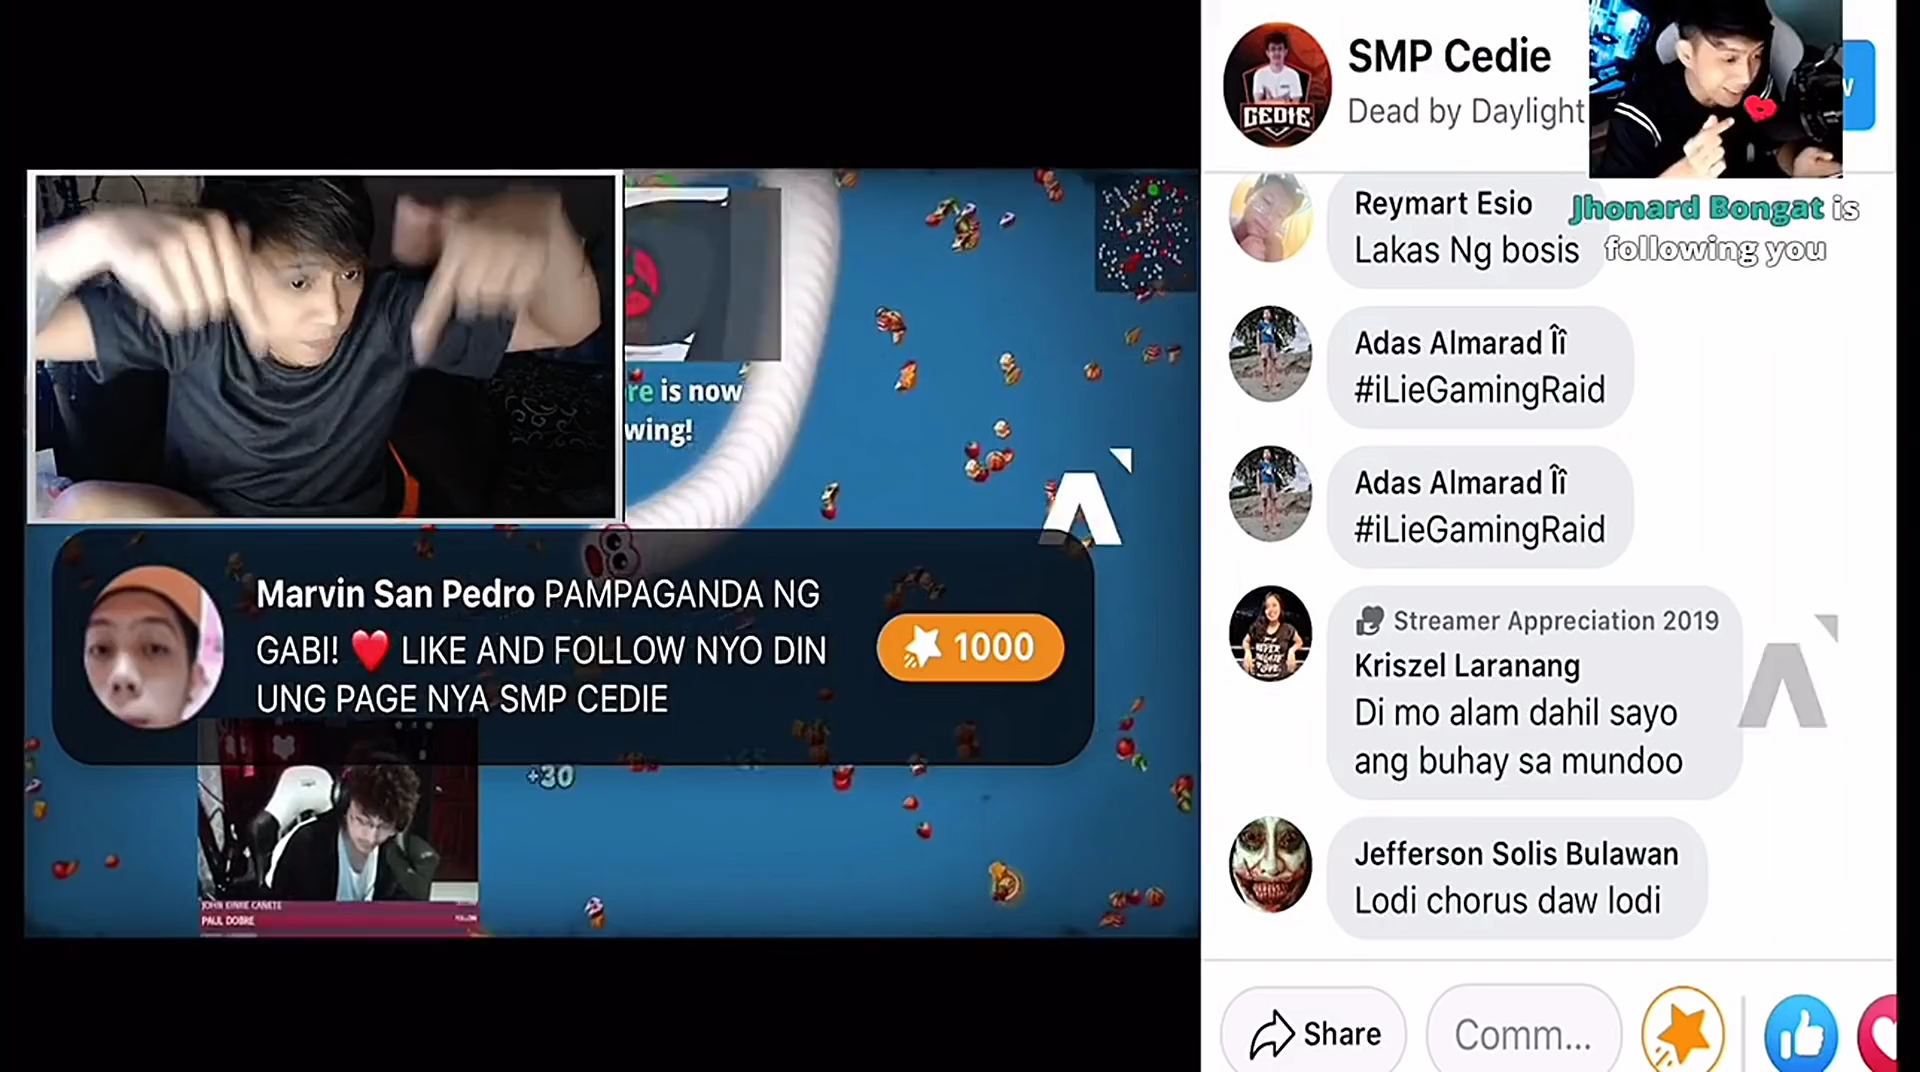 SMP Cedie
Dead by Daylight
CEDIE
Reymart Esio
Lakas Ng bosis
Jhonard Bongat is
following you
Adas Almarad Îî
#iLieGamingRaid
Adas Almarad Îî
#iLieGamingRaid
Streamer Appreciation 2019
Kriszel Laranang
Di mo alam dahil sayo
ang buhay sa mundoo
Jefferson Solis Bulawan
Lodi chorus daw lodi
Share
Comm...
re is now
wing!
Marvin San Pedro PAMPAGANDA NG
GABI! ❤️ LIKE AND FOLLOW NYO DIN
UNG PAGE NYA SMP CEDIE
1000
+30
PAUL DOBRE